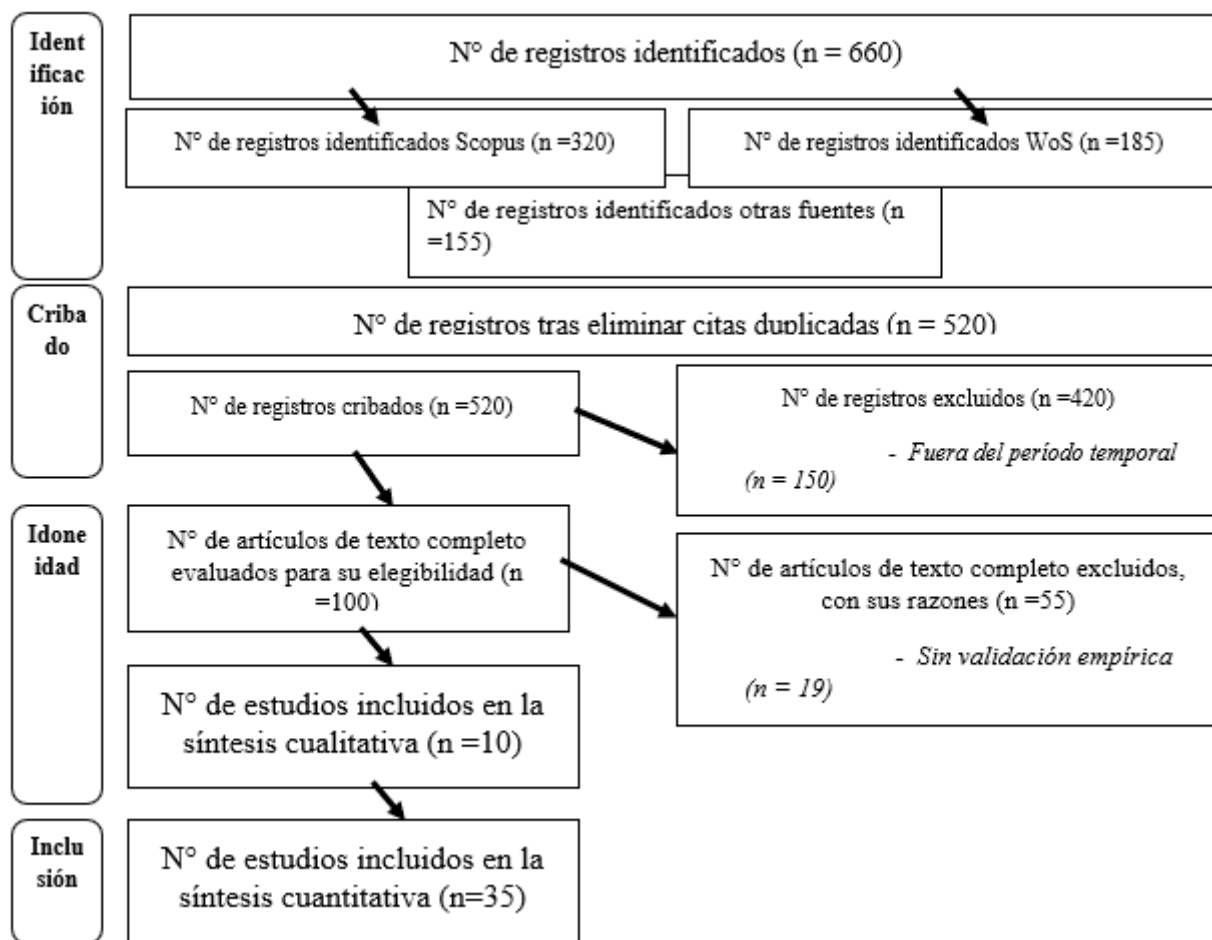 Ident
ificac
ión
N° de registros identificados (n = 660)
N° de registros identificados Scopus (n =320)
N° de registros identificados WoS (n =185)
N° de registros identificados otras fuentes (n
=155)
Criba
do
N° de registros tras eliminar citas duplicadas (n = 520)
N° de registros cribados (n =520)
N° de registros excluidos (n =420)
- Fuera del período temporal
(n = 150)
Idone
idad
N° de artículos de texto completo
evaluados para su elegibilidad (n
=100)
N° de artículos de texto completo excluidos,
con sus razones (n =55)
- Sin validación empírica
(n = 19)
N° de estudios incluidos en la
síntesis cualitativa (n =10)
Inclu
sión
N° de estudios incluidos en la
síntesis cuantitativa (n=35)